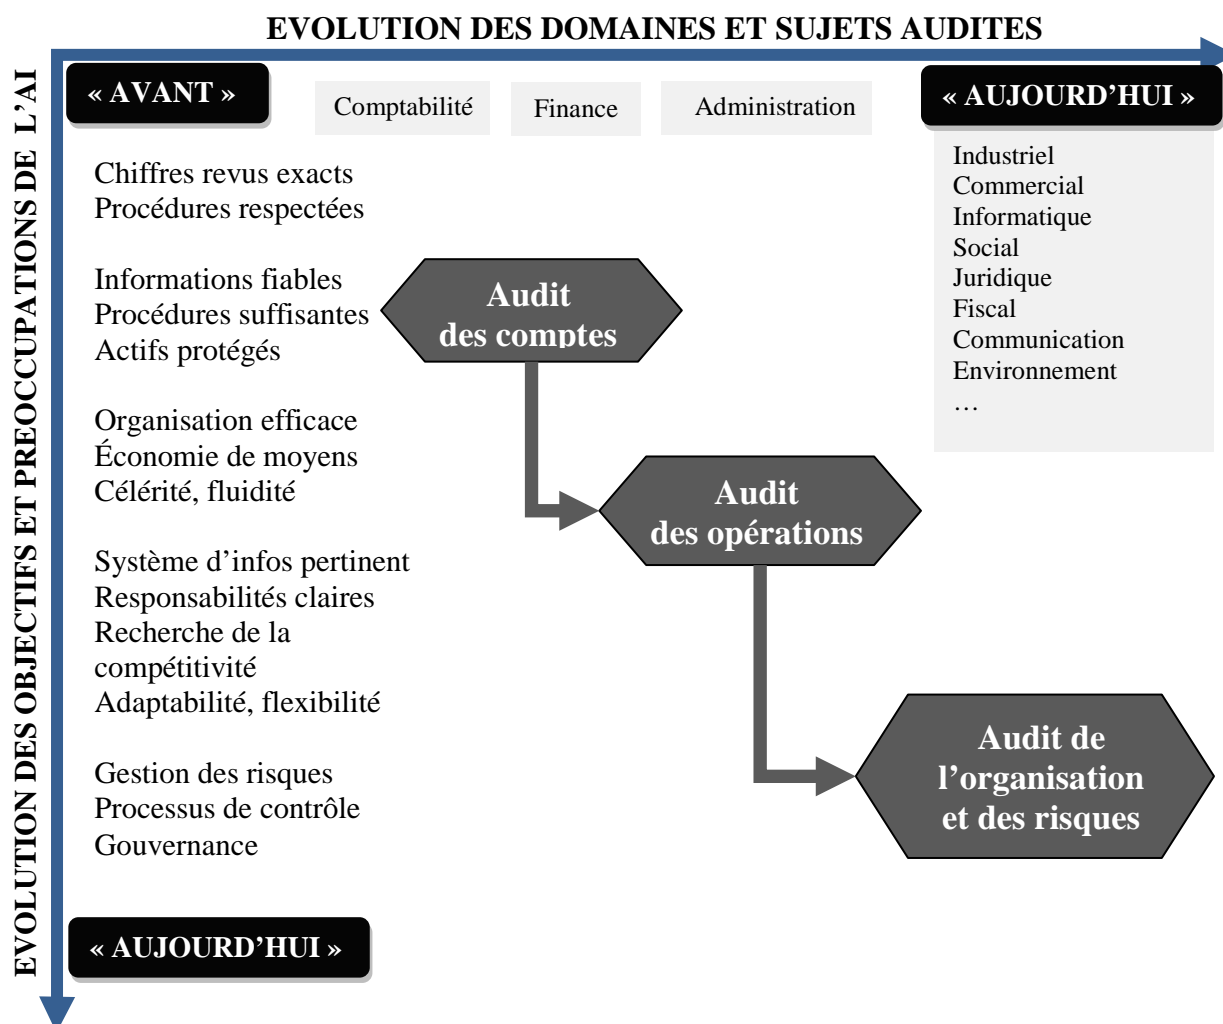 EVOLUTION DES DOMAINES ET SUJETS AUDITES
EVOLUTION DES OBJECTIFS ET PREOCCUPATIONS DE L’AI
« AVANT »
Comptabilité
Finance
Administration
« AUJOURD’HUI »
Industriel
Commercial
Informatique
Social
Juridique
Fiscal
Communication
Environnement
…
Chiffres revus exacts
Procédures respectées
Informations fiables
Procédures suffisantes
Actifs protégés
Audit
des comptes
Organisation efficace
Économie de moyens
Célérité, fluidité
Audit
des opérations
Système d’infos pertinent
Responsabilités claires
Recherche de la
compétitivité
Adaptabilité, flexibilité
Gestion des risques
Processus de contrôle
Gouvernance
Audit de
l’organisation
et des risques
« AUJOURD’HUI »